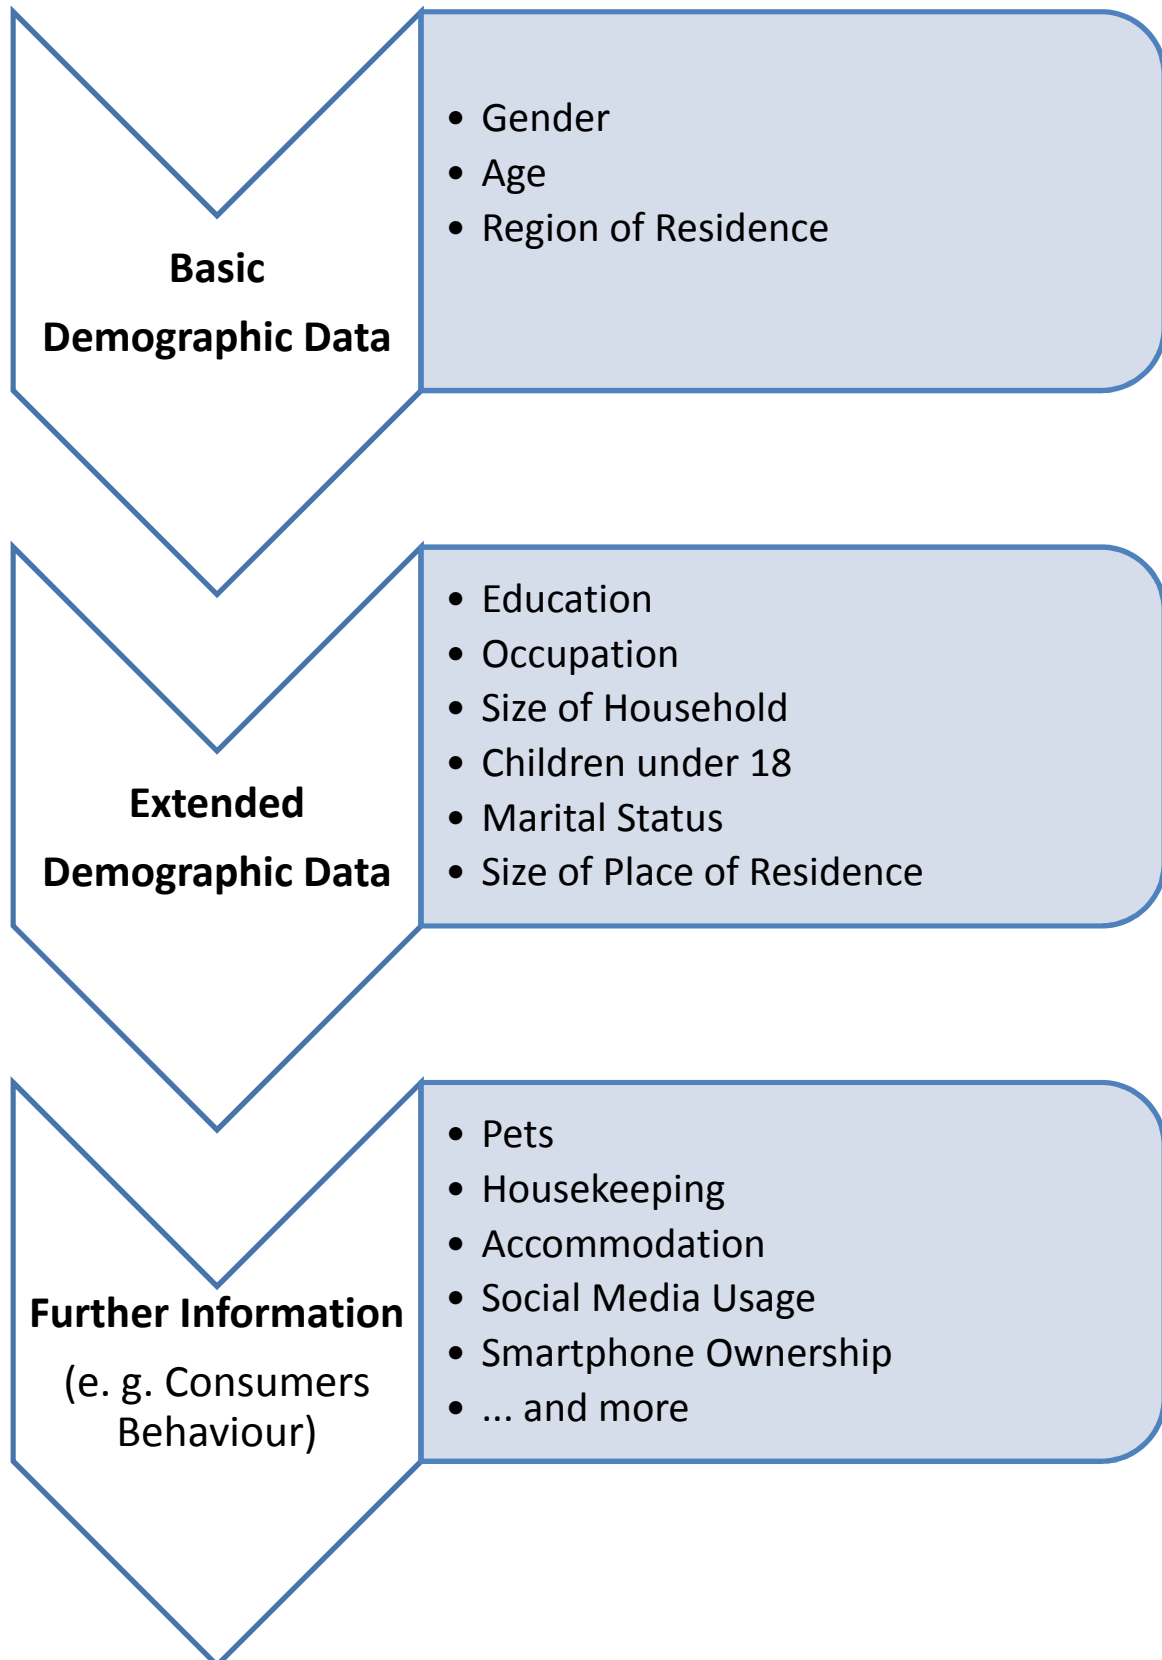 Basic
Demographic Data
• Gender
• Age
• Region of Residence
Extended
Demographic Data
• Education
• Occupation
• Size of Household
• Children under 18
• Marital Status
• Size of Place of Residence
Further Information
(e. g. Consumers
Behaviour)
• Pets
• Housekeeping
• Accommodation
• Social Media Usage
• Smartphone Ownership
• ... and more